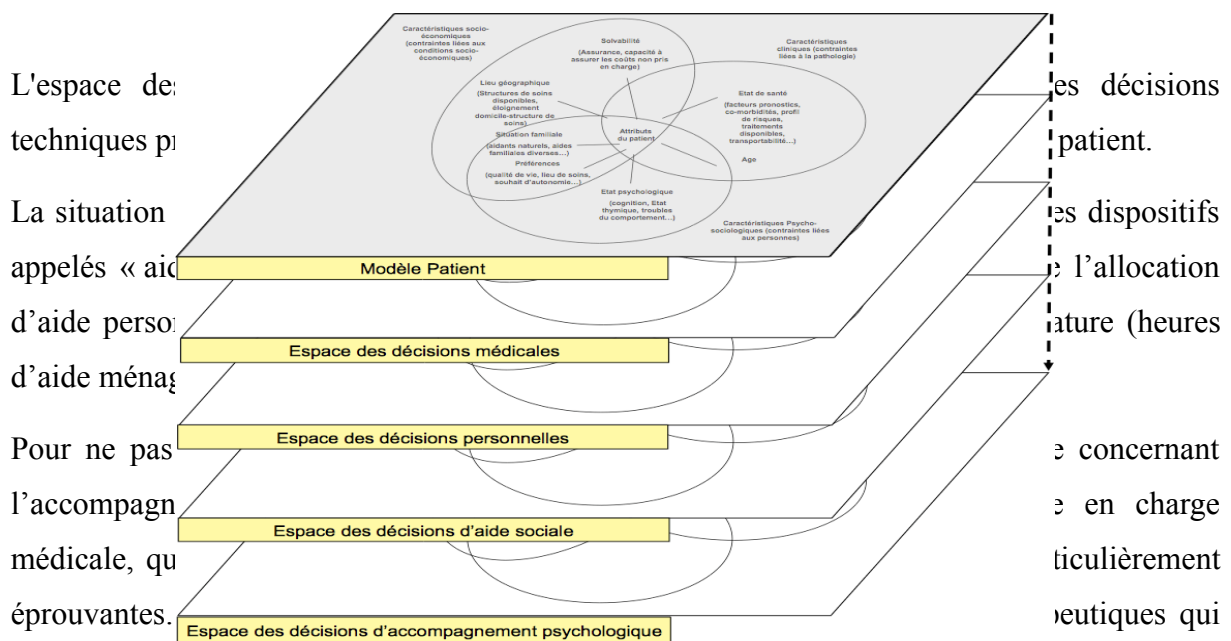 Caractéristiques socio-
économiques
(contraintes liées aux
conditions socio-
économiques)
Solvabilité
(Assurance, capacité à
assurer les coûts non pris
en charge)
Caractéristiques
cliniques (contraintes
liées à la pathologie)
Lieu géographique
(Structures de soins
disponibles,
éloignement
domicile-structure de
soins)
Etat de santé
(facteurs pronostics,
co-morbidités, profil
de risques,
traitements
disponibles,
transportabilité...)
Situation familiale
(aidants naturels, aides
familiales diverses...)
Attributs
du patient
Préférences
(qualité de vie, lieu de soins,
souhait d'autonomie...)
Age
Etat psychologique
(cognition, Etat
thymique, troubles
du comportement...)
Caractéristiques Psycho-
sociologiques (contraintes liées
aux personnes)
Modèle Patient
Espace des décisions médicales
Espace des décisions personnelles
Espace des décisions d'aide sociale
Espace des décisions d'accompagnement psychologique
L'espace des es décisions
techniques pr patient.
La situation es dispositifs
appelés « aid e l'allocation
d'aide person ature (heures
d'aide ménag
Pour ne pas e concernant
l'accompagn e en charge
médicale, qu ticulièrement
éprouvantes. peutiques qui